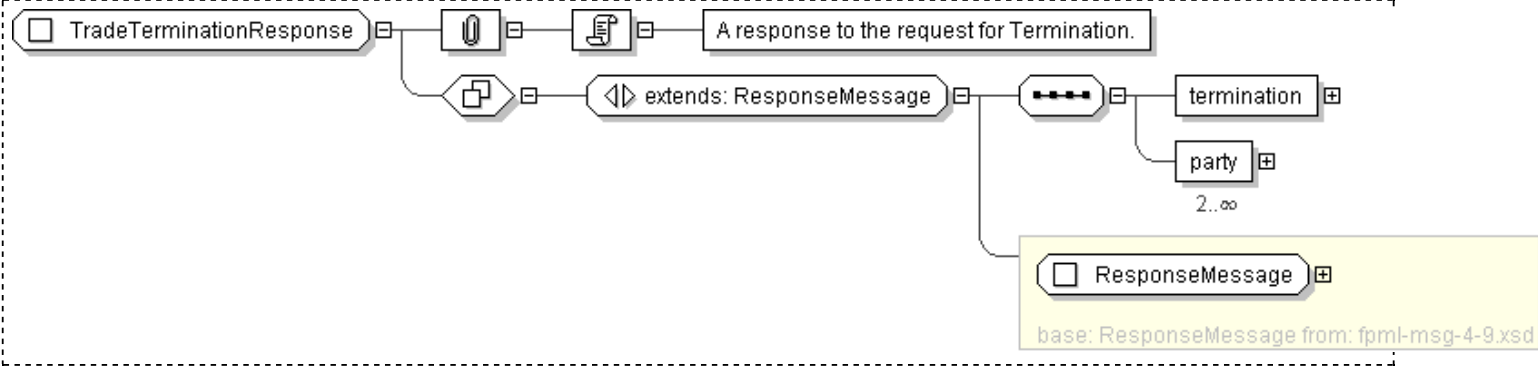 TradeTerminationResponse
A response to the request for Termination.
extends: ResponseMessage
termination
party
2..∞
ResponseMessage
base: ResponseMessage from: fpml-msg-4-9.xsd